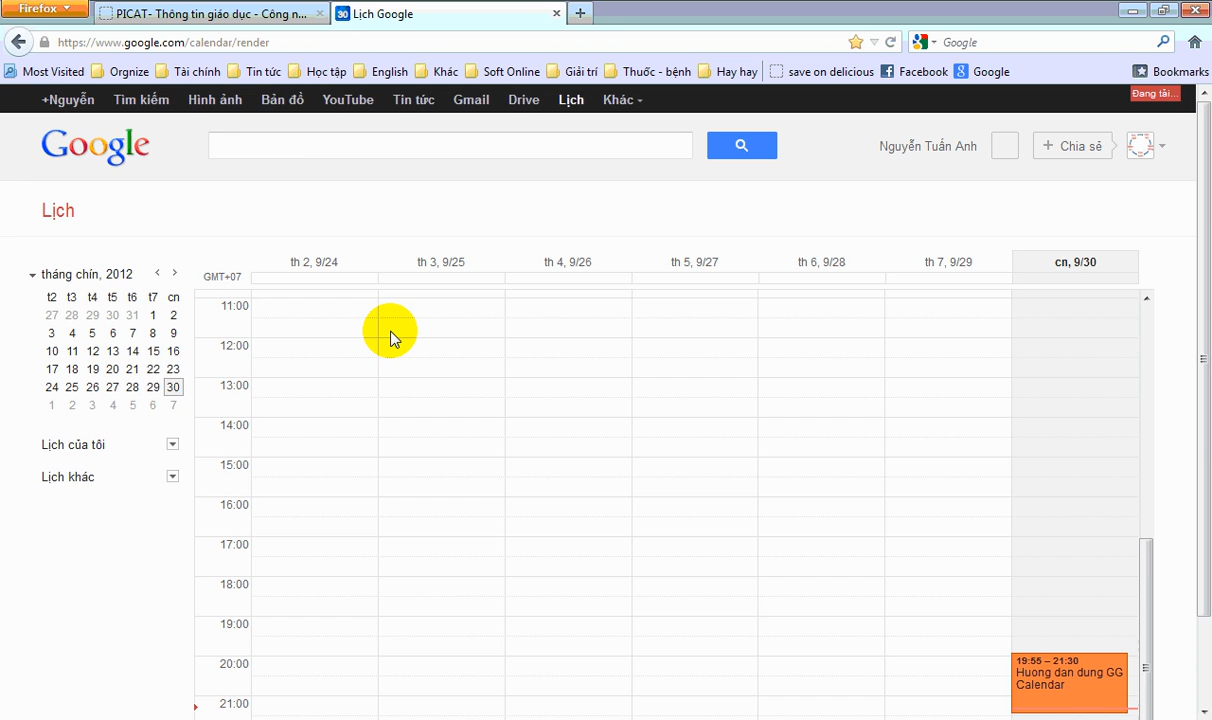 Firefox
PICAT- Thông tin giáo dục - Công n...
30 Lịch Google
https://www.google.com/calendar/render
Google
Most Visited Orgnize Tài chính Tin tức Học tập English Khác Soft Online Giải trí Thuốc - bệnh Hay hay save on delicious Facebook Google Bookmarks
+Nguyễn Tìm kiếm Hình ảnh Bản đồ YouTube Tin tức Gmail Drive Lịch Khác
Đang tải...
Google
Nguyễn Tuấn Anh
+ Chia sẻ
Lịch
tháng chín, 2012
t2 t3 t4 t5 t6 t7 cn
27 28 29 30 31 1 2
3 4 5 6 7 8 9
10 11 12 13 14 15 16
17 18 19 20 21 22 23
24 25 26 27 28 29 30
1 2 3 4 5 6 7
Lịch của tôi
Lịch khác
th 2, 9/24 th 3, 9/25 th 4, 9/26 th 5, 9/27 th 6, 9/28 th 7, 9/29 cn, 9/30
GMT+07
11:00
12:00
13:00
14:00
15:00
16:00
17:00
18:00
19:00
20:00
21:00
19:55 – 21:30
Huong dan dung GG
Calendar